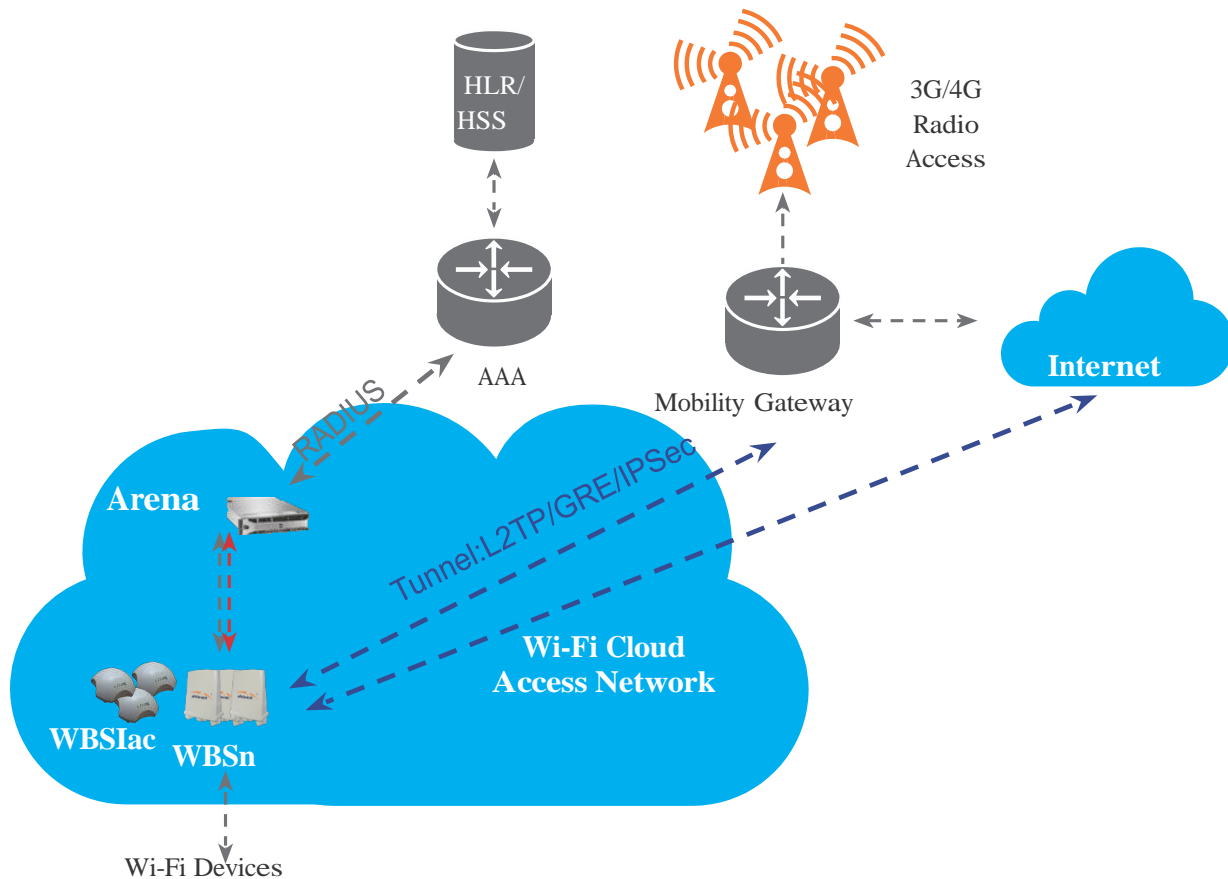 HLR/
HSS
3G/4G
Radio
Access
AAA
Mobility Gateway
Internet
RADIUS
Arena
Tunnel:L2TP/GRE/IPSec
Wi-Fi Cloud
Access Network
WBSIac
WBSn
Wi-Fi Devices